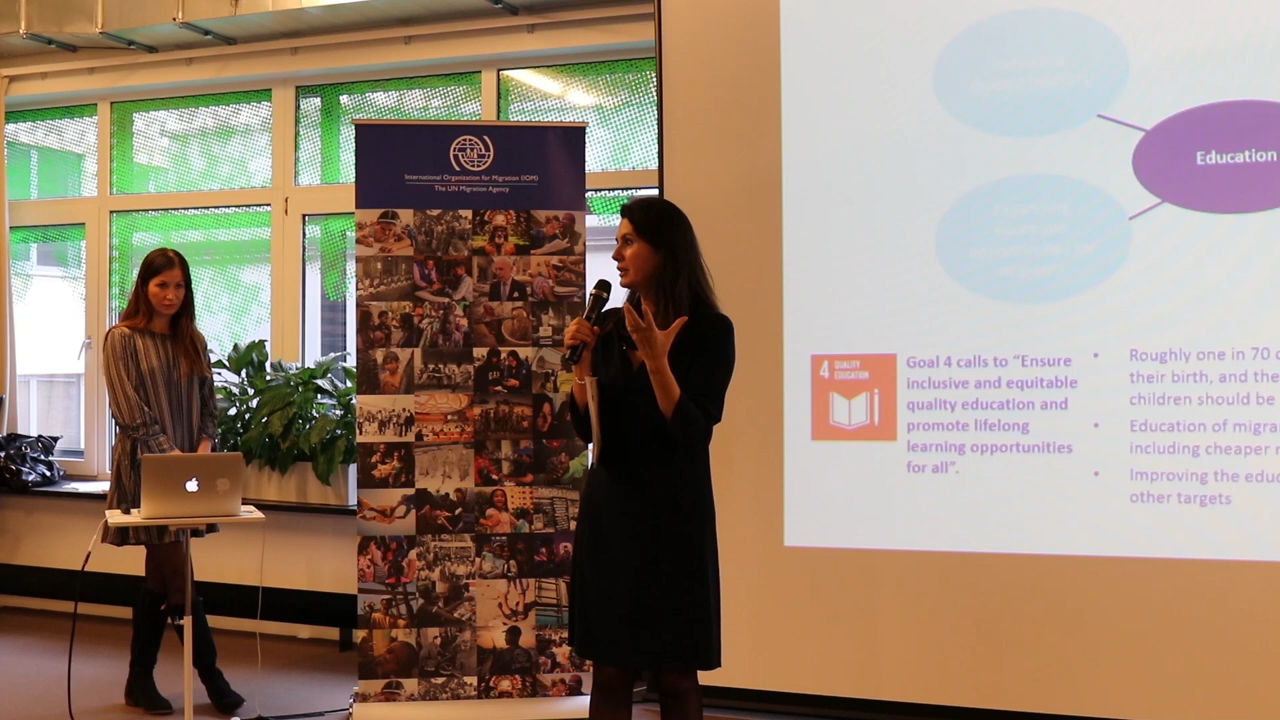 International Organization for Migration (IOM)
The UN Migration Agency
Education
4 QUALITY
EDUCATION
Goal 4 calls to “Ensure
inclusive and equitable
quality education and
promote lifelong
learning opportunities
for all”.
• Roughly one in 70 c
their birth, and the
children should be
• Education of migra
including cheaper r
• Improving the educ
other targets